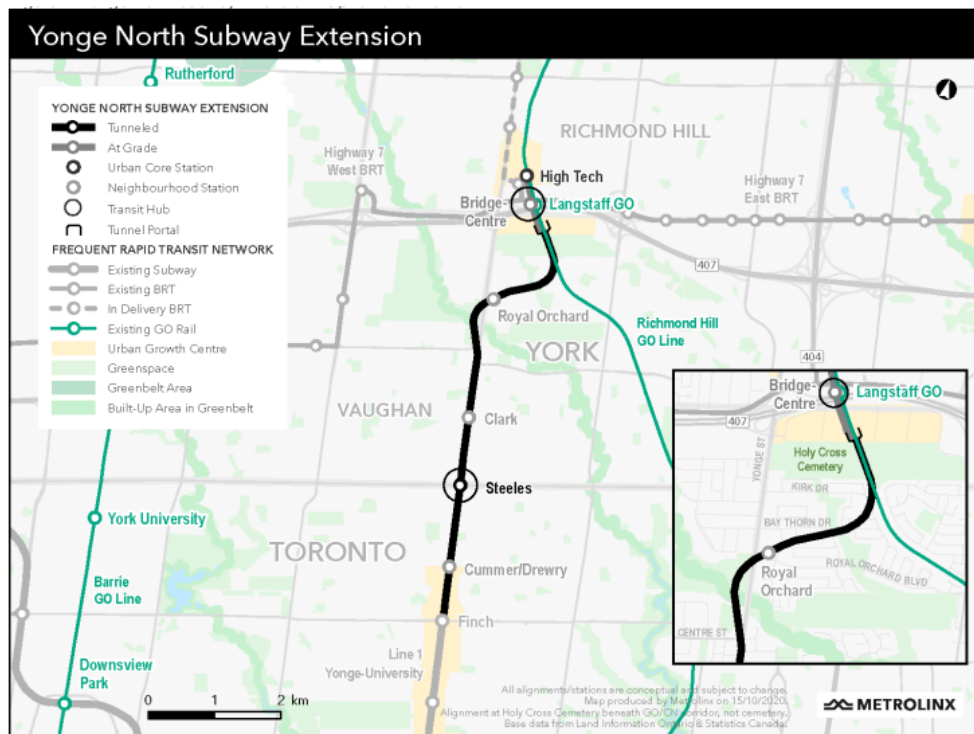 Yonge North Subway Extension
Rutherford
YONGE NORTH SUBWAY EXTENSION
Tunneled
At Grade
Urban Core Station
Neighbourhood Station
Transit Hub
Tunnel Portal
FREQUENT RAPID TRANSIT NETWORK
Existing Subway
Existing BRT
In Delivery BRT
Existing GO Rail
Urban Growth Centre
Greenspace
Greenbelt Area
Built-Up Area in Greenbelt
RICHMOND HILL
Highway 7
West BRT
High Tech
Highway 7
East BRT
Bridge-
Centre
Langstaff GO
407
Royal Orchard
YORK
Richmond Hill
GO Line
404
VAUGHAN
Clark
Steeles
York University
TORONTO
Cummer/Drewry
Barrie
GO Line
Finch
Line 1
Yonge-University
Downsview
Park
Bridge-
Centre
Langstaff GO
407
YONGE ST
Holy Cross
Cemetery
KIRK DR
BAY THORN DR
Royal
Orchard
ROYAL ORCHARD BLVD
CENTRE ST
0 1 2 km
All alignments/stations are conceptual and subject to change.
Map produced by Metrolinx on 15/10/2020.
Alignment at Holy Cross Cemetery beneath GO/CN corridor, not cemetery.
Base data from Land Information Ontario & Statistics Canada.
METROLINX